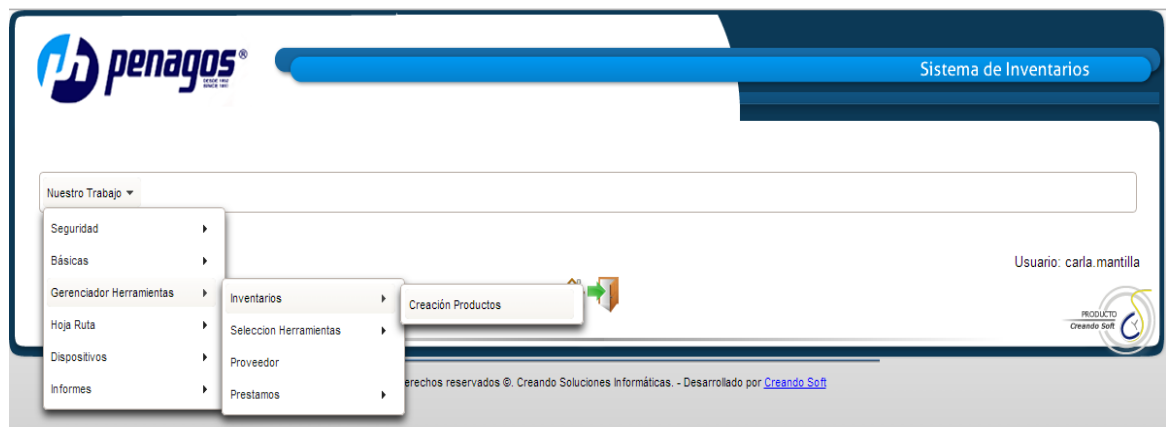 penagos®
DESDE 1892
SINCE 1892
Sistema de Inventarios
Nuestro Trabajo
Seguridad
Básicas
Usuario: carla.mantilla
Gerenciador Herramientas
Inventarios
Creación Productos
Hoja Ruta
Seleccion Herramientas
PRODUCTO
Creando Soft
Dispositivos
Proveedor
erechos reservados ©. Creando Soluciones Informáticas. - Desarrollado por Creando Soft
Informes
Prestamos